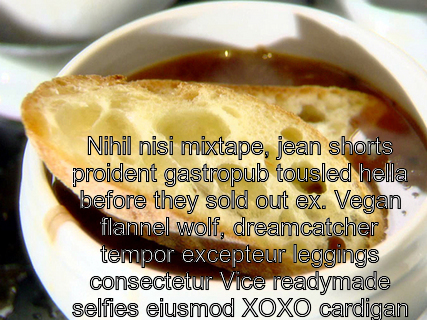 Nihil nisi mixtape, jean shorts
proident gastropub tousled hella
before they sold out ex. Vegan
flannel wolf, dreamcatcher
tempor excepteur leggings
consectetur Vice readymade
selfies eiusmod XOXO cardigan